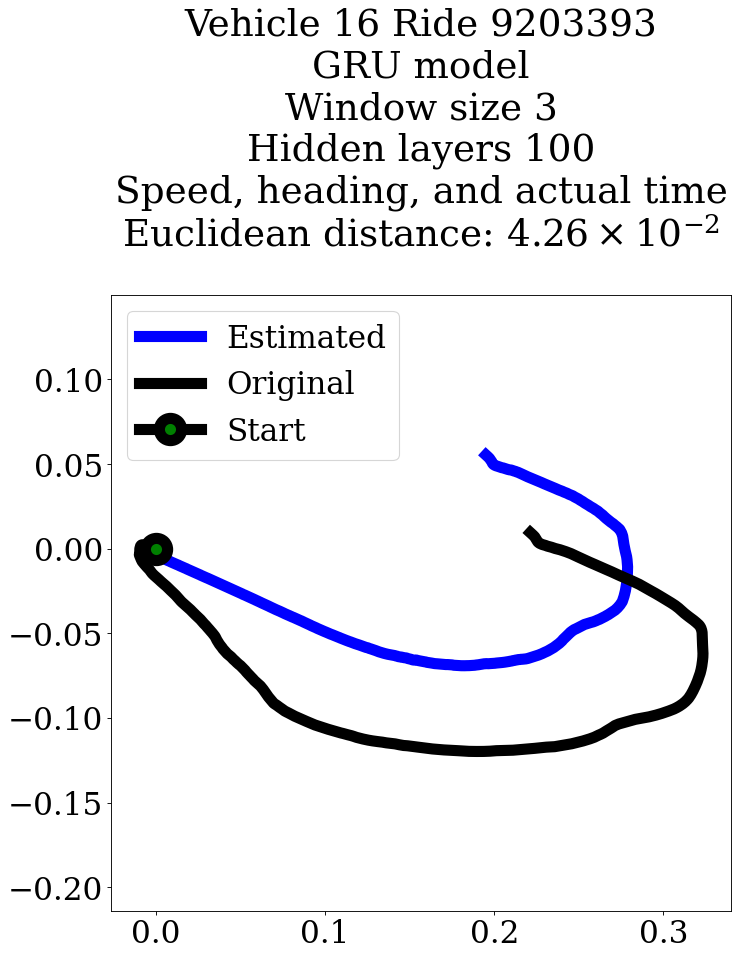 Vehicle 16 Ride 9203393
GRU model
Window size 3
Hidden layers 100
Speed, heading, and actual time
Euclidean distance: 4.26 × 10⁻²
Estimated
Original
Start
0.10
0.05
0.00
−0.05
−0.10
−0.15
−0.20
0.0 0.1 0.2 0.3